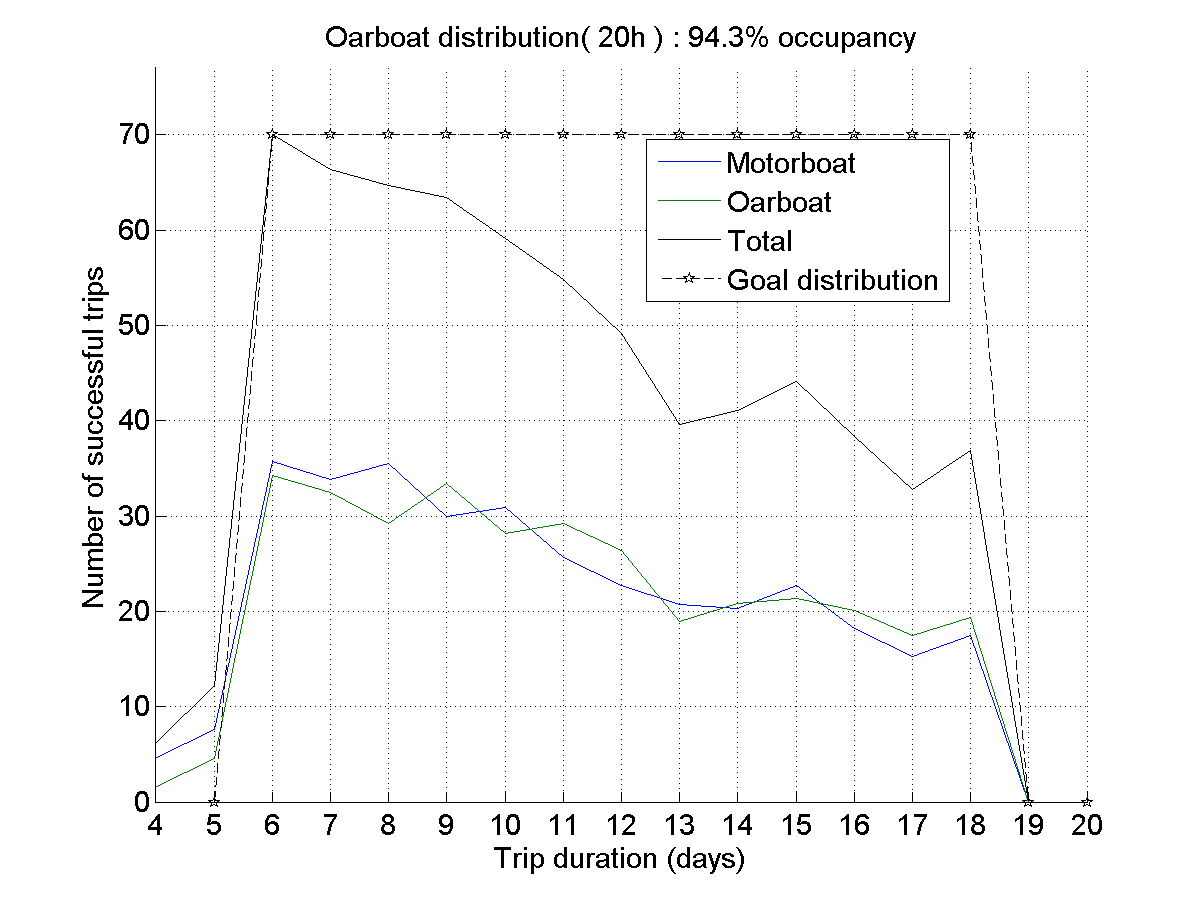 Oarboat distribution( 20h ) : 94.3% occupancy
Number of successful trips
70
60
50
40
30
20
10
0
Motorboat
Oarboat
Total
Goal distribution
4 5 6 7 8 9 10 11 12 13 14 15 16 17 18 19 20
Trip duration (days)